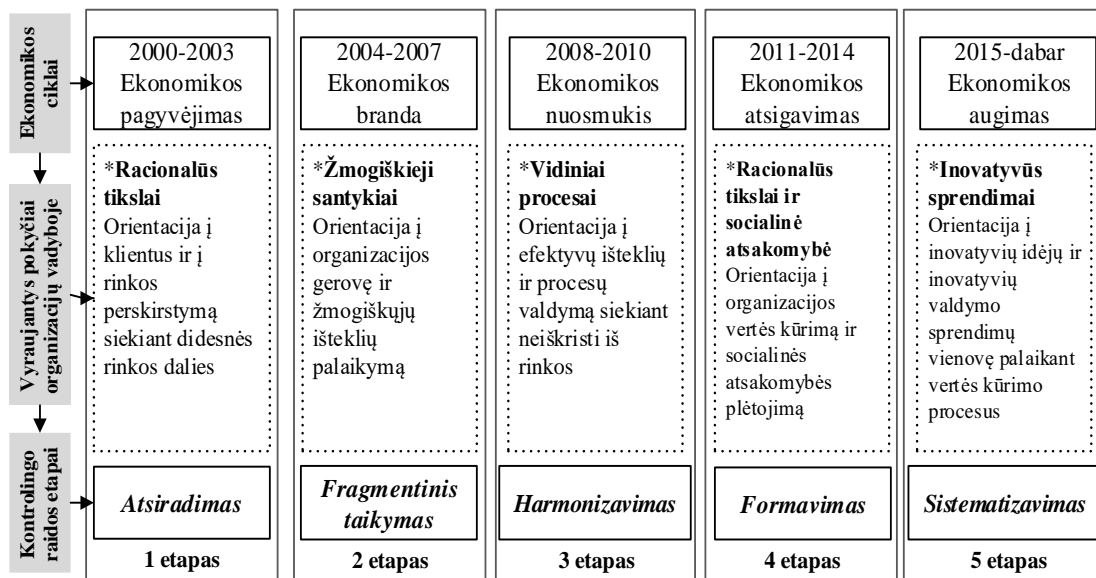 Ekonomikos
ciklai
2000-2003
Ekonomikos
pagyvėjimas
2004-2007
Ekonomikos
branda
2008-2010
Ekonomikos
nuosmukis
2011-2014
Ekonomikos
atsigavimas
2015-dabar
Ekonomikos
augimas
Vyraujantys pokyčiai
organizacijų vadyboje
*Racionalūs
tikslai
Orientacija į
klientus ir į
rinkos
perskirstymą
siekiant didesnės
rinkos dalies
*Žmogiškieji
santykiai
Orientacija į
organizacijos
gerovę ir
žmogiškųjų
išteklių
palaikymą
*Vidiniai
procesai
Orientacija į
efektyvų išteklių
ir procesų
valdymą siekiant
neiškristi iš
rinkos
*Racionalūs
tikslai ir
socialinė
atsakomybė
Orientacija į
organizacijos
vertės kūrimą ir
socialinės
atsakomybės
plėtojimą
*Inovatyvūs
sprendimai
Orientacija į
inovatyvių idėjų ir
inovatyvių
valdymo
sprendimų
vienovę palaikant
vertės kūrimo
procesus
Kontrolingo
raidos etapai
Atsiradimas
1 etapas
Fragmentinis
taikymas
2 etapas
Harmonizavimas
3 etapas
Formavimas
4 etapas
Sistematizavimas
5 etapas